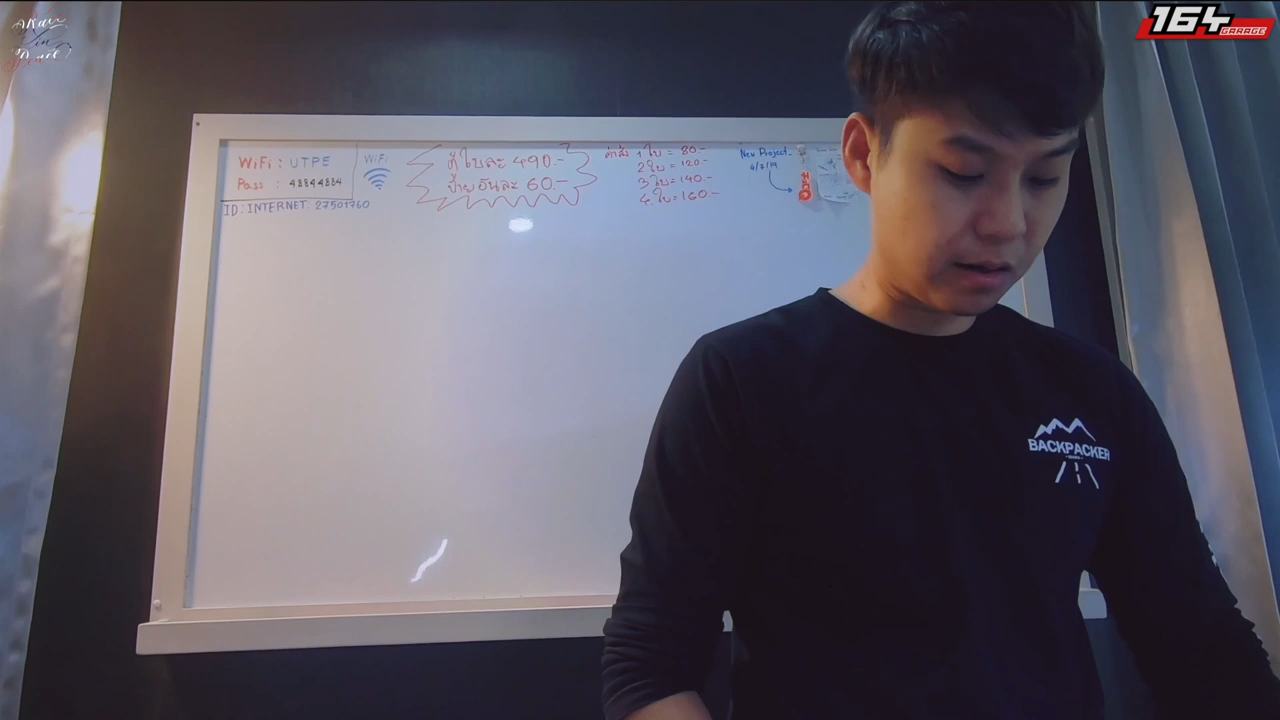 164
GARAGE
WiFi : UTPE
WiFi
Pass : 48844884
ID:INTERNET: 27501760
ตู้ ใบละ 490.-
ป้าย อันละ 60.-
ค่าส่ง 1 ใบ = 80.-
2 ใบ = 120.-
3 ใบ = 140.-
4 ใบ = 160.-
New Project
BACKPACKER